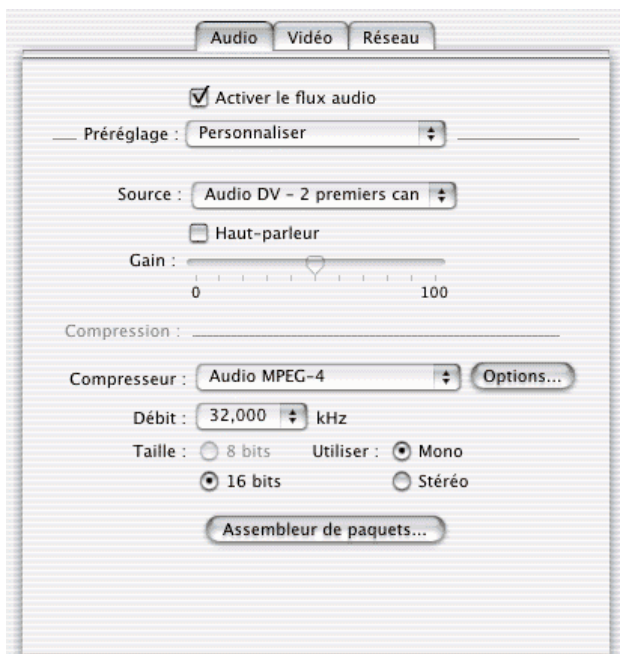 Audio Vidéo Réseau
Activer le flux audio
Préréglage : Personnaliser
Source : Audio DV – 2 premiers can
Haut-parleur
Gain :
0 100
Compression :
Compresseur : Audio MPEG-4 Options...
Débit : 32,000 kHz
Taille : 8 bits Utiliser : Mono
16 bits Stéréo
Assembleur de paquets...